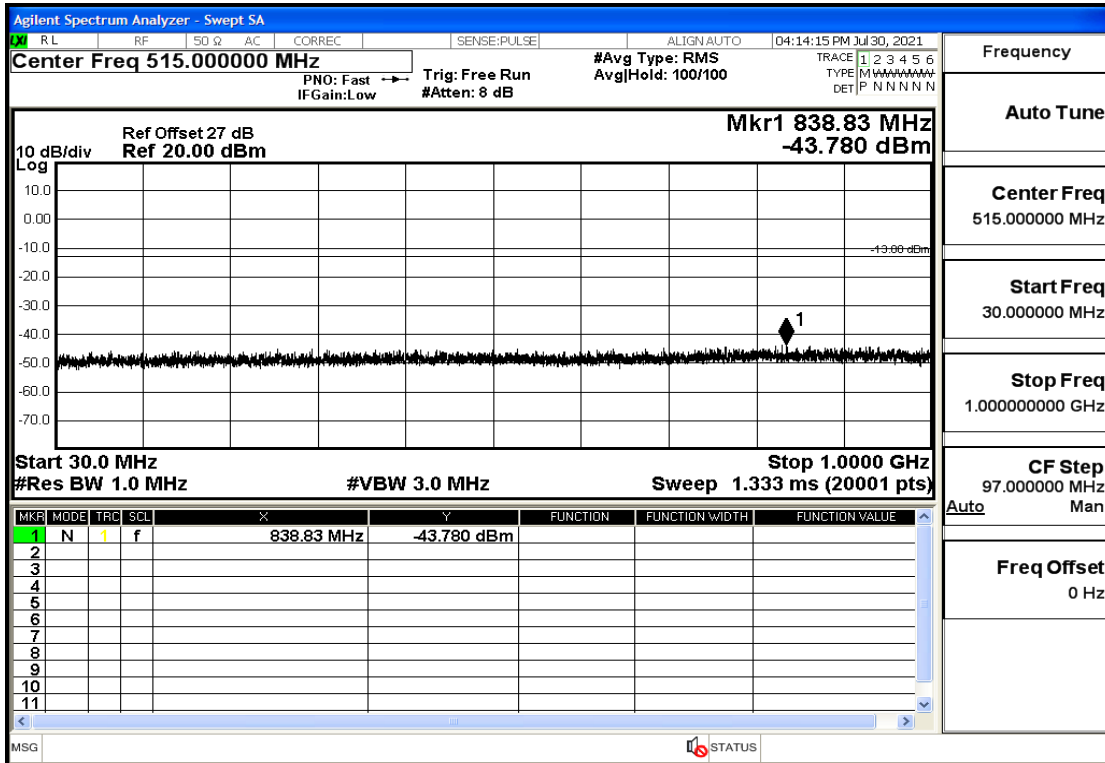 Agilent Spectrum Analyzer - Swept SA
LXI RL RF 50 Ω AC CORREC SENSE:PULSE ALIGN AUTO 04:14:15 PM Jul 30, 2021
Center Freq 515.000000 MHz
PNO: Fast
IFGain:Low
Trig: Free Run
#Atten: 8 dB
#Avg Type: RMS
Avg|Hold: 100/100
TRACE 1 2 3 4 5 6
TYPE M WWWWW
DET P N N N N N
Ref Offset 27 dB
10 dB/div Ref 20.00 dBm
Log
Mkr1 838.83 MHz
-43.780 dBm
10.0
0.00
-10.0
-13.00 dBm
-20.0
-30.0
-40.0
1
-50.0
-60.0
-70.0
Start 30.0 MHz Stop 1.0000 GHz
#Res BW 1.0 MHz #VBW 3.0 MHz Sweep 1.333 ms (20001 pts)
MKR MODE TRC SCL X Y FUNCTION FUNCTION WIDTH FUNCTION VALUE
1 N 1 f 838.83 MHz -43.780 dBm
2
3
4
5
6
7
8
9
10
11
MSG STATUS
Frequency
Auto Tune
Center Freq
515.000000 MHz
Start Freq
30.000000 MHz
Stop Freq
1.000000000 GHz
CF Step
97.000000 MHz
Auto Man
Freq Offset
0 Hz